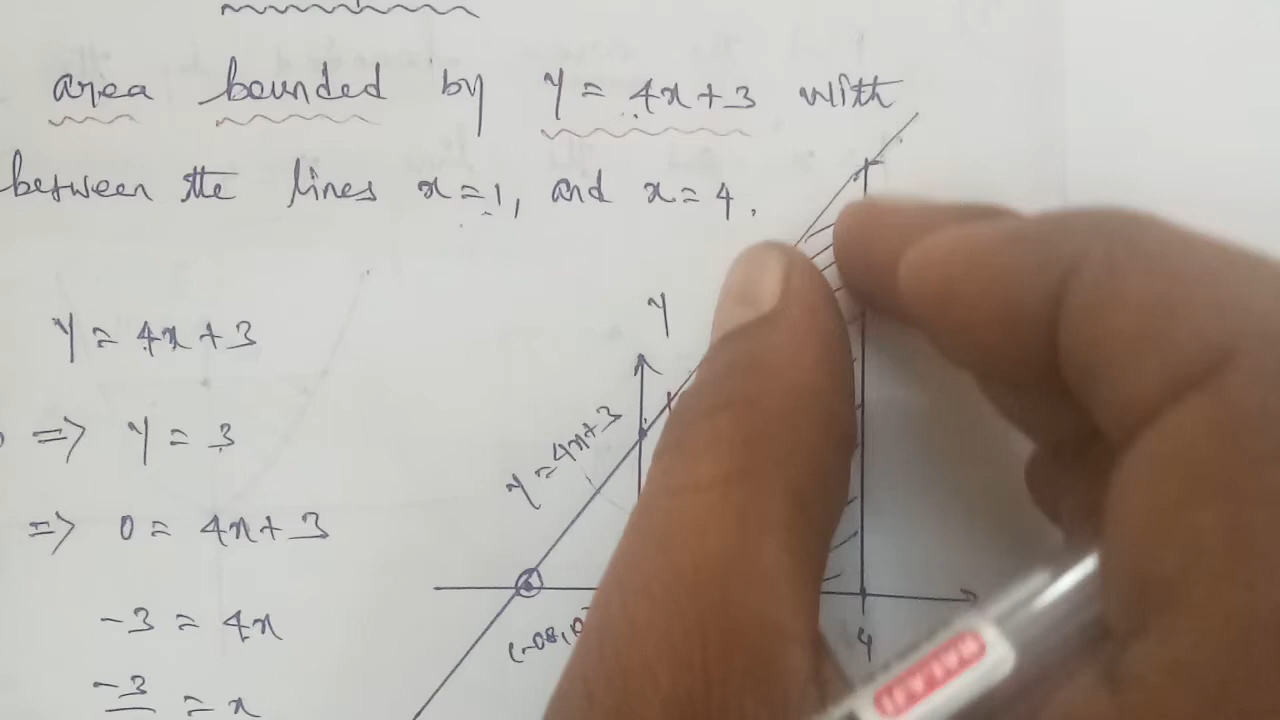 area bounded by y = 4x+3 with
between the lines x=1, and x=4.
y = 4x+3
=> y = 3
=> 0 = 4x+3
-3 = 4x
-3 = x
y
y = 4x+3
4